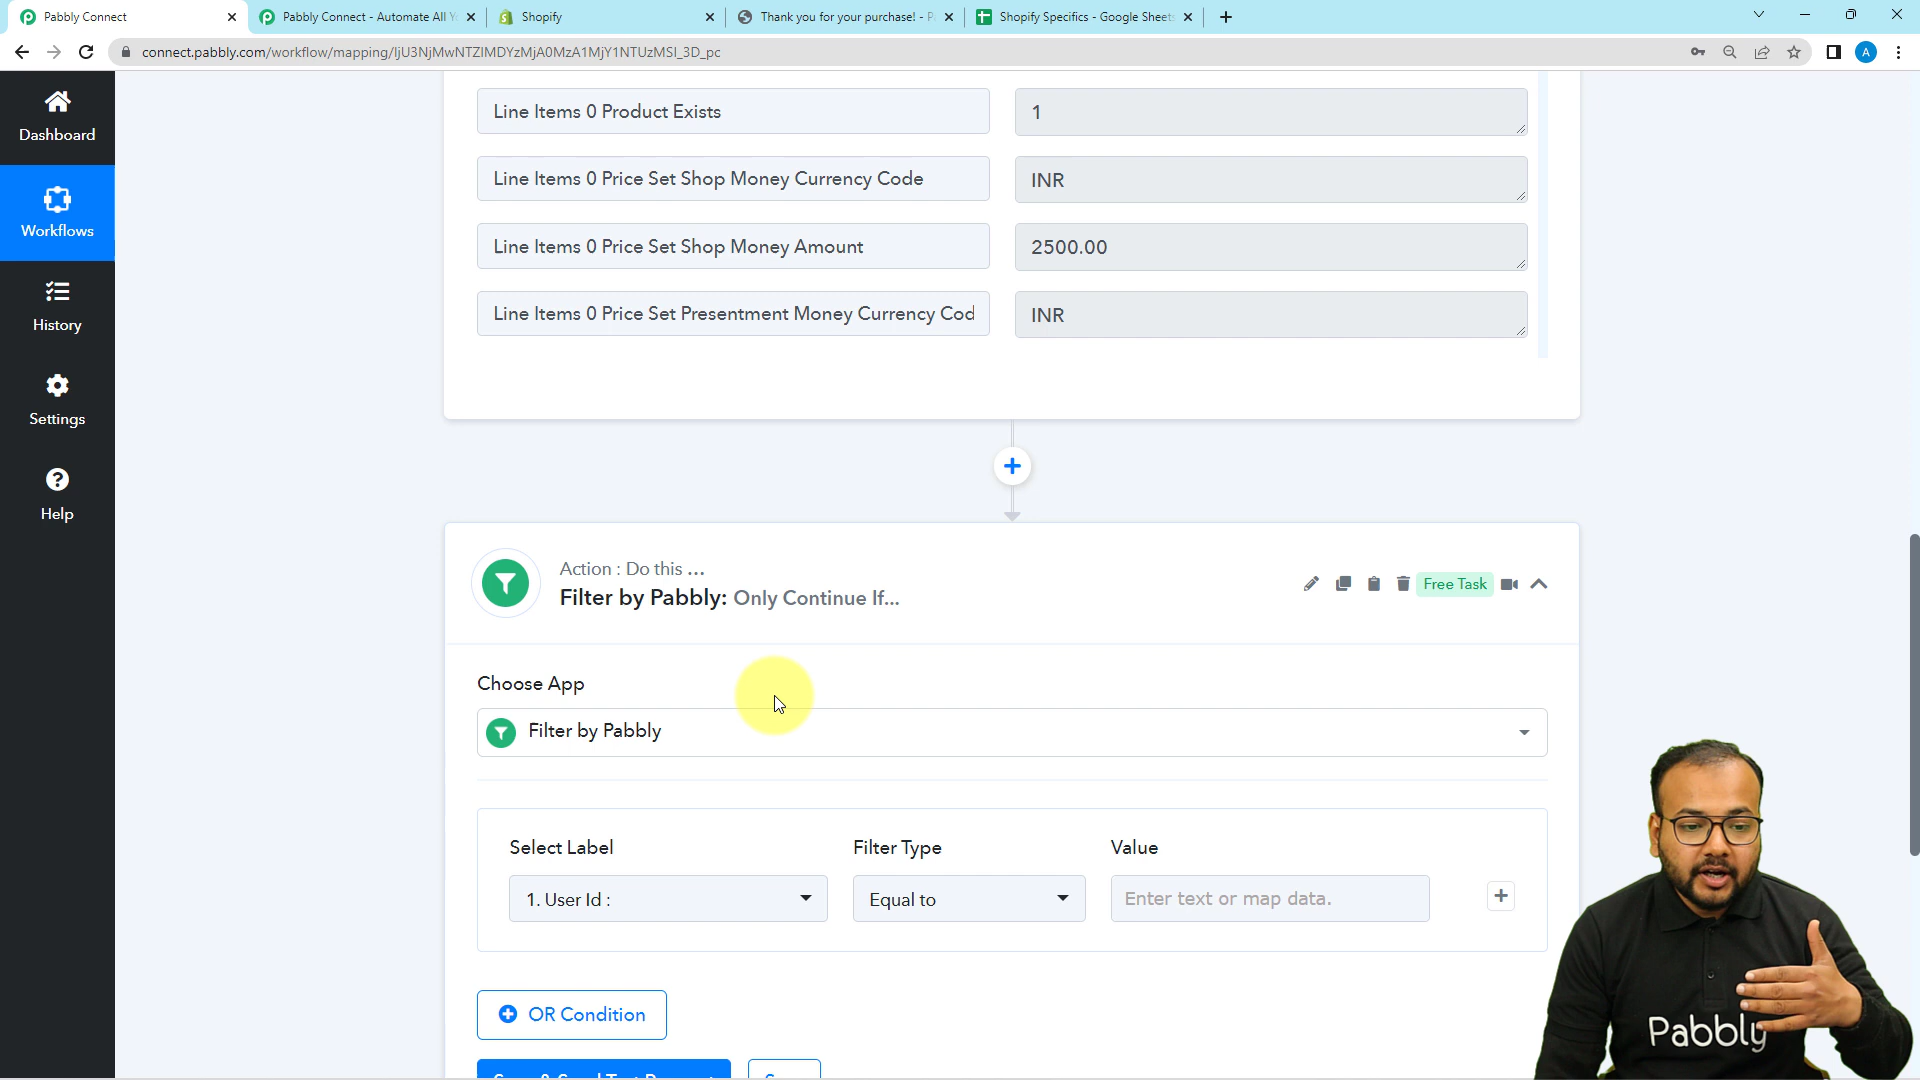 Pabbly Connect
Pabbly Connect - Automate All Y
Shopify
Thank you for your purchase! - P
Shopify Specifics - Google Sheets
connect.pabbly.com/workflow/mapping/IjU3NjMwNTZlMDYzMjA0MzA1MjY1NTUzMSI_3D_pc
A
Dashboard
Workflows
History
Settings
Help
Line Items 0 Product Exists
1
Line Items 0 Price Set Shop Money Currency Code
INR
Line Items 0 Price Set Shop Money Amount
2500.00
Line Items 0 Price Set Presentment Money Currency Cod
INR
Action : Do this ...
Filter by Pabbly: Only Continue If...
Free Task
Choose App
Filter by Pabbly
Select Label
Filter Type
Value
1. User Id :
Equal to
Enter text or map data.
OR Condition
Pabbly